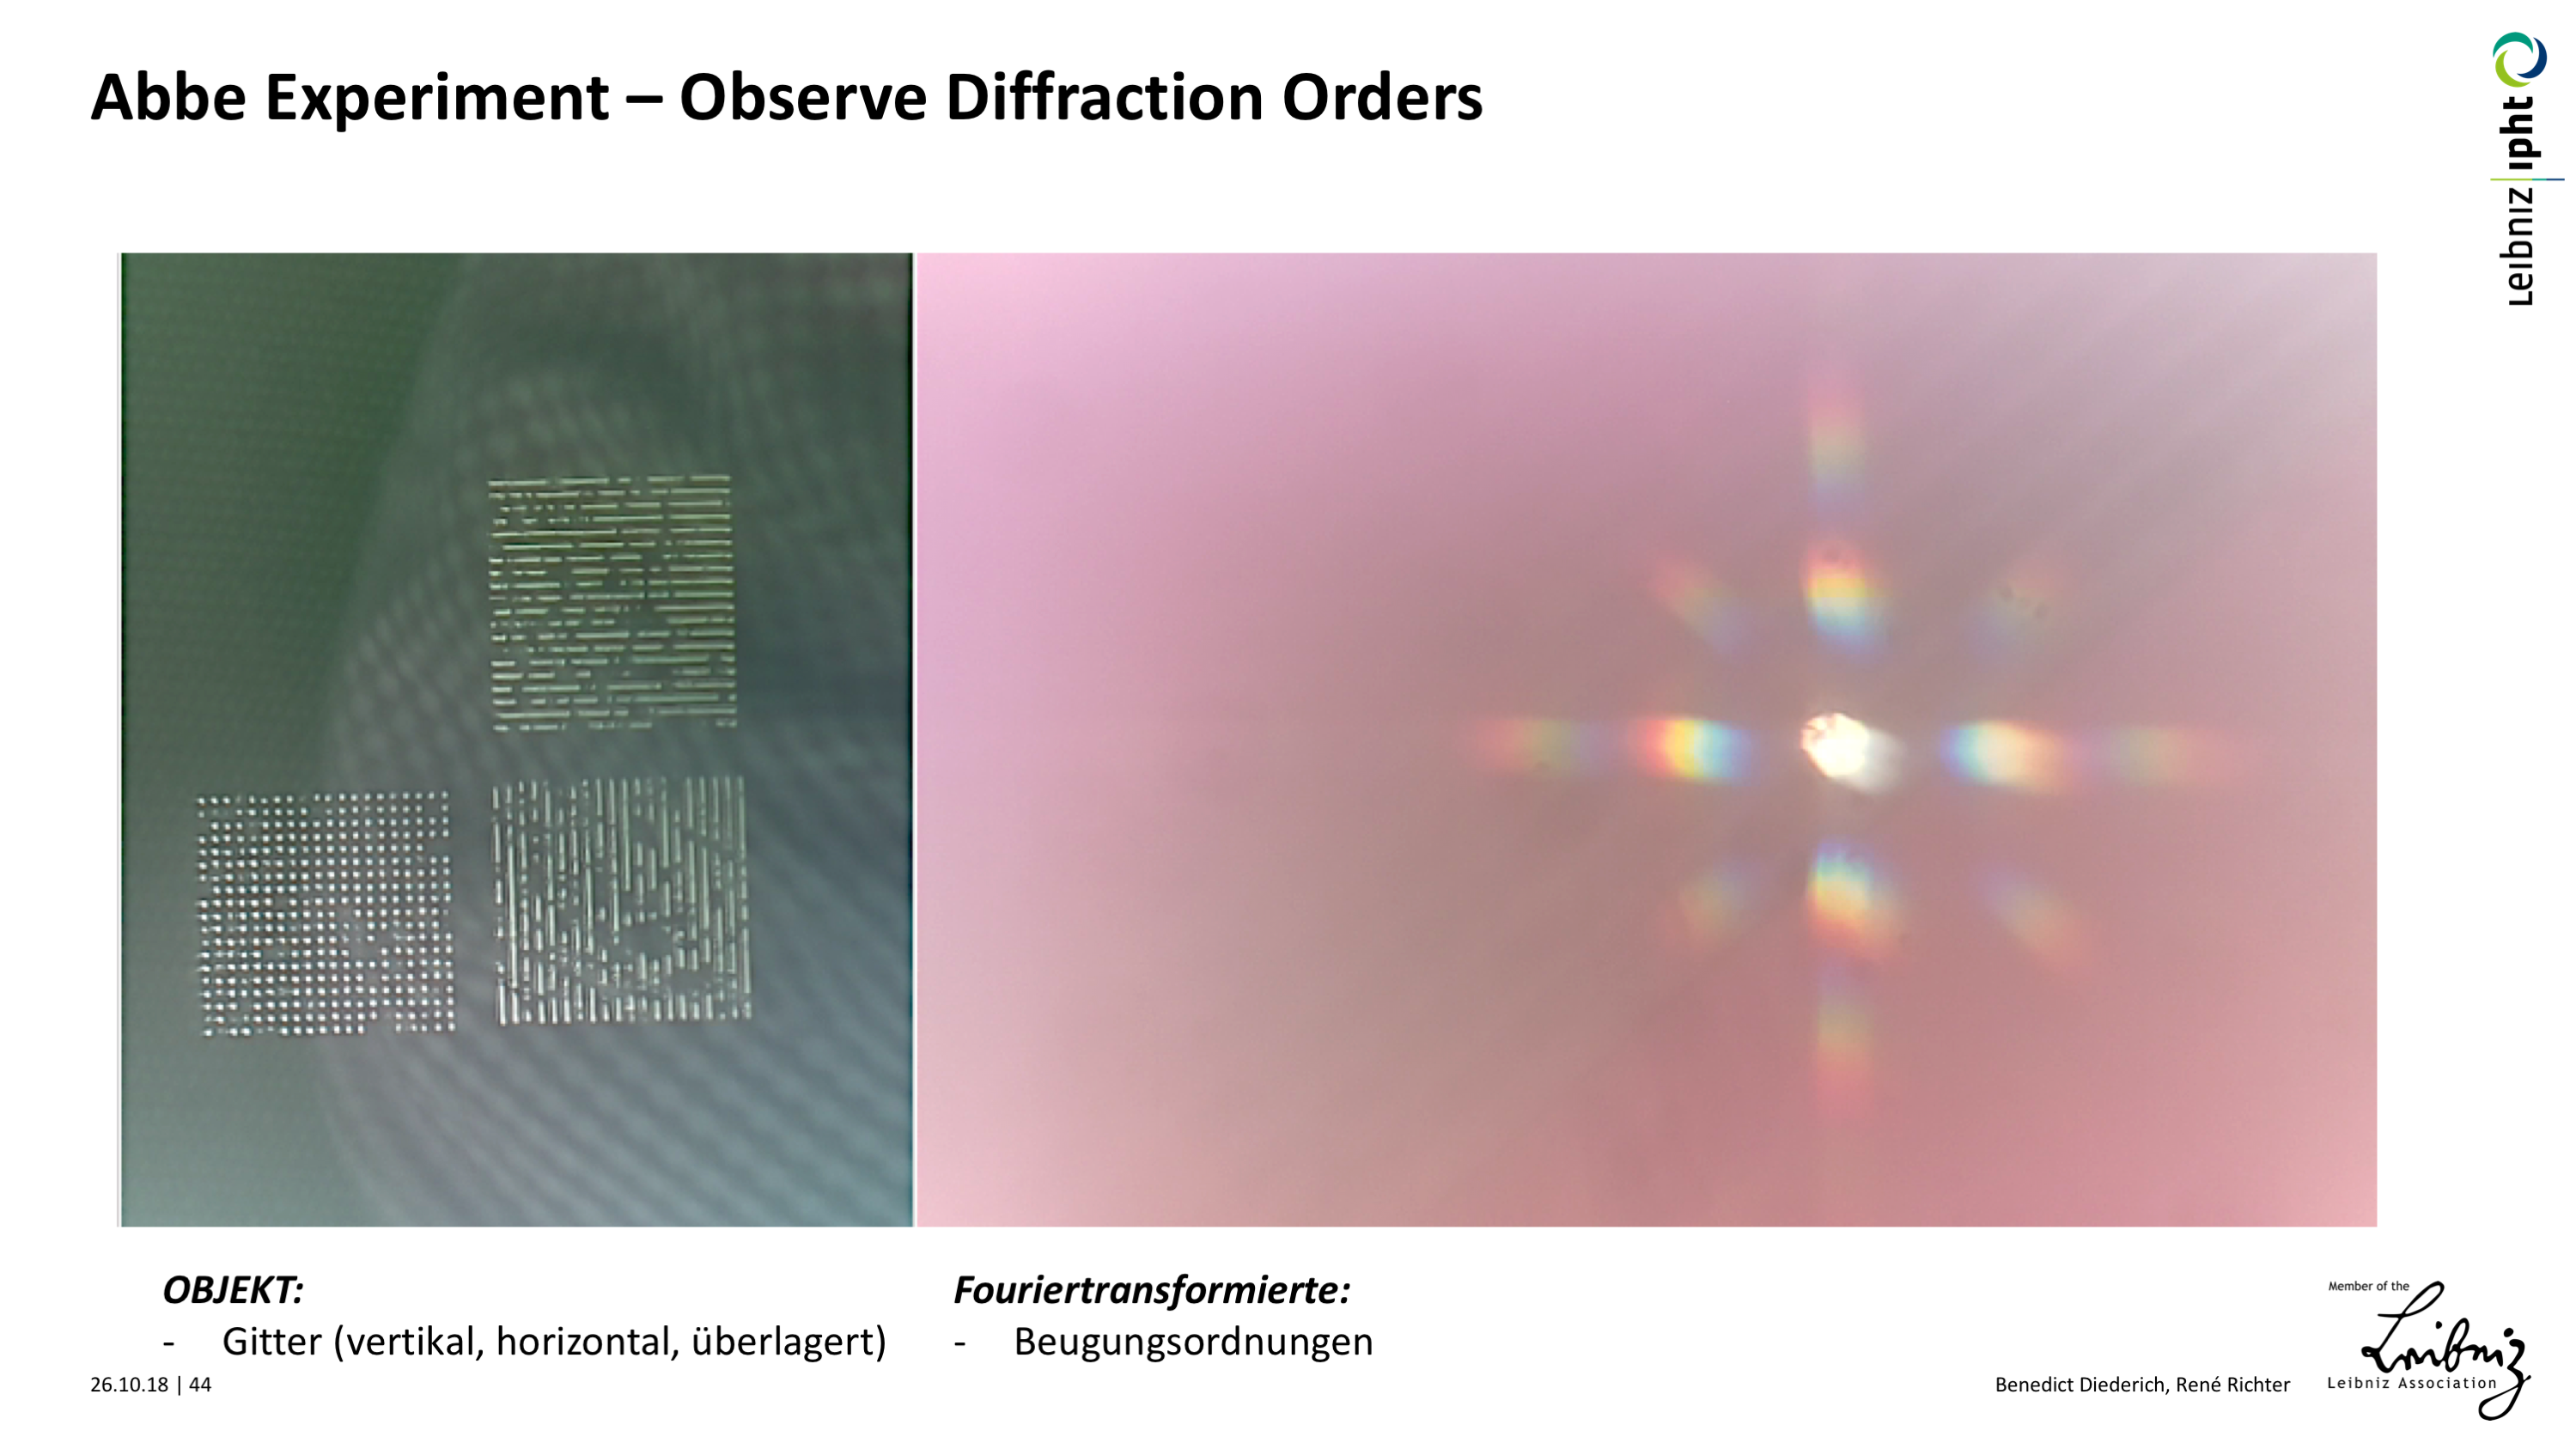 Abbe Experiment – Observe Diffraction Orders
Leibniz ipht
OBJEKT:
- Gitter (vertikal, horizontal, überlagert)
Fouriertransformierte:
- Beugungsordnungen
26.10.18 | 44
Benedict Diederich, René Richter
Member of the
Leibniz
Leibniz Association